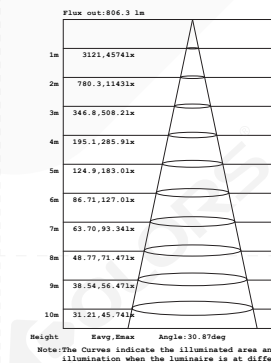 Flux out:806.3 lm
1m 3121,4574lx
2m 780.3,1143lx
3m 346.8,508.2lx
4m 195.1,285.9lx
5m 124.9,183.0lx
6m 86.71,127.0lx
7m 63.70,93.34lx
8m 48.77,71.47lx
9m 38.54,56.47lx
10m 31.21,45.74lx
Height Eavg,Emax Angle:30.87deg
Note:The Curves indicate the illuminated area an
illumination when the luminaire is at diffe